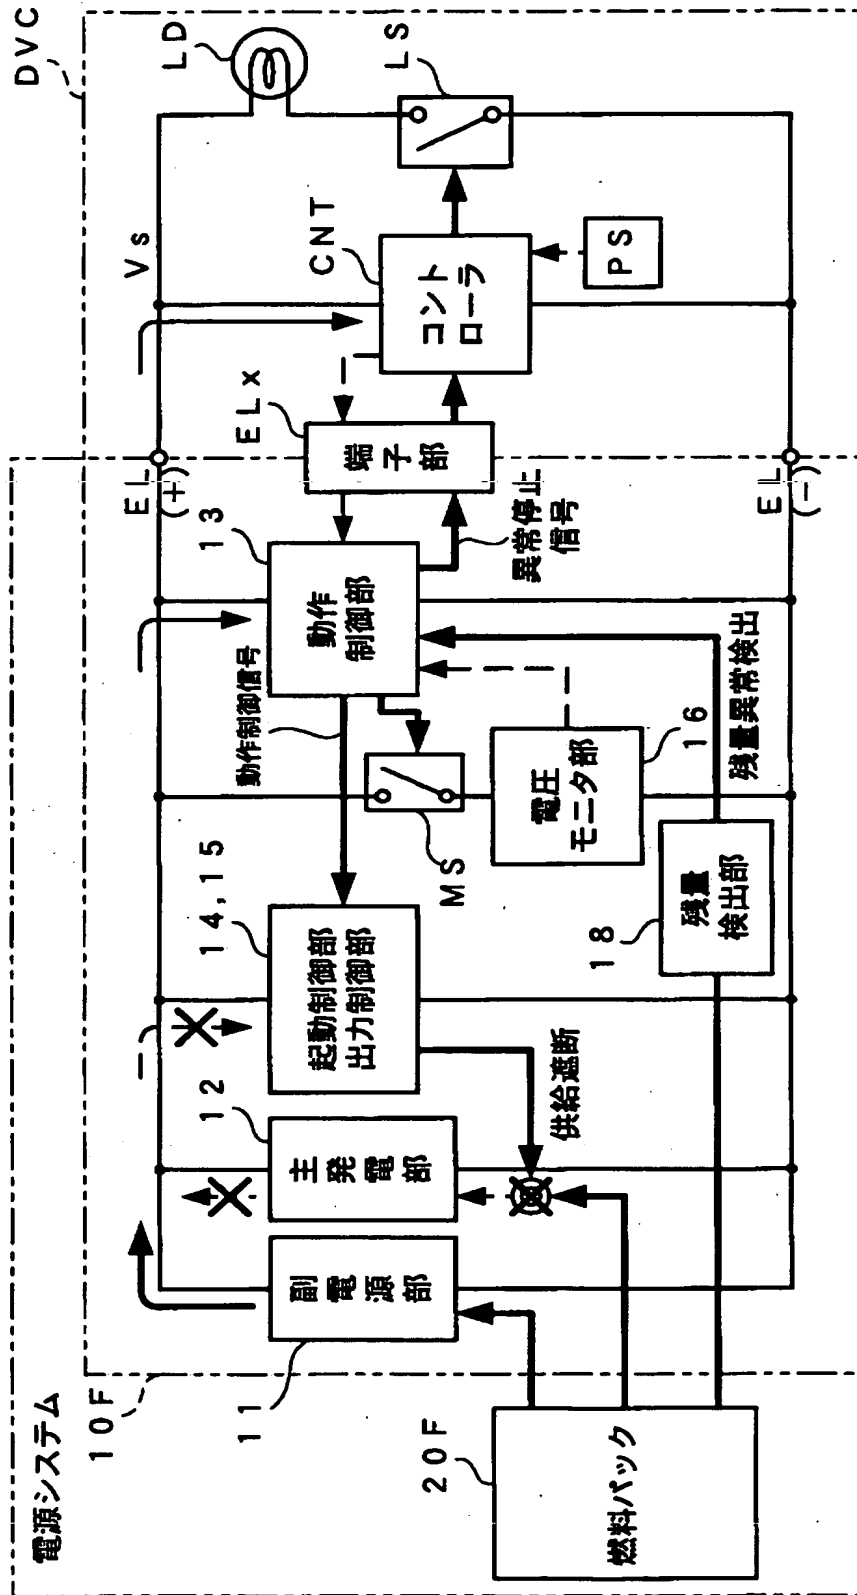 電源システム
DVC
10F
LD
Vs
LS
CNT
コント
ローラ
PS
ELx
端子部
EL
(+)
EL
(-)
13
動作
制御部
異常停止
信号
動作制御信号
MS
電圧
モニタ部
16
残量異常検出
14,15
起動制御部
出力制御部
18
残量
検出部
12
主発電部
供給遮断
副電源部
11
20F
燃料パック